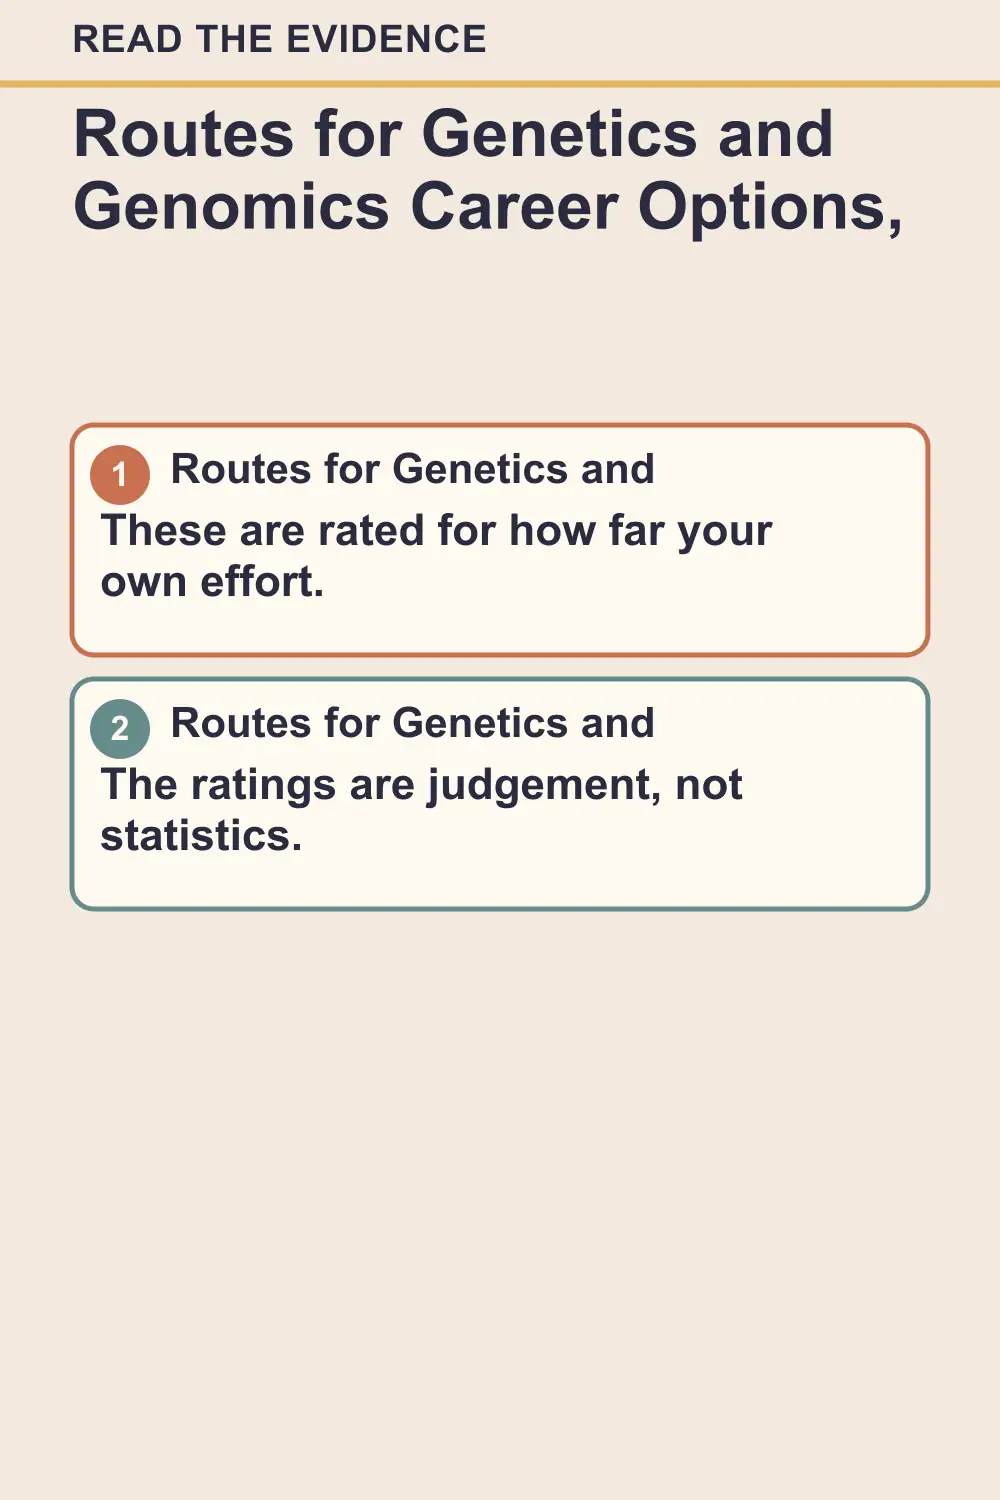 READ THE EVIDENCE
Routes for Genetics and
Genomics Career Options,
1 Routes for Genetics and
These are rated for how far your
own effort.
2 Routes for Genetics and
The ratings are judgement, not
statistics.